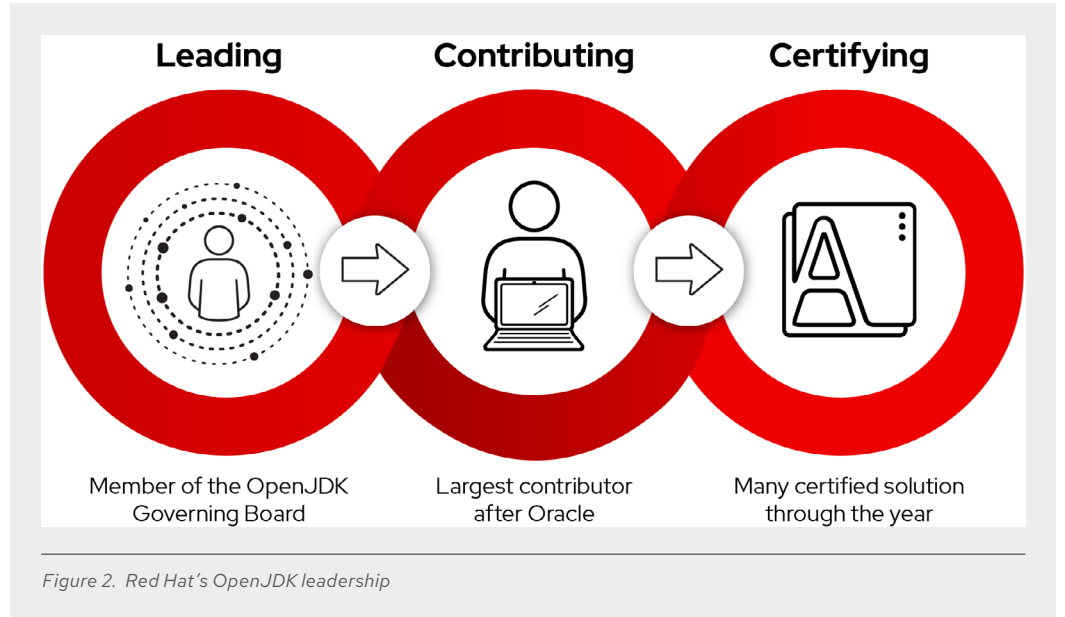 Leading
Contributing
Certifying
Member of the OpenJDK
Governing Board
Largest contributor
after Oracle
Many certified solution
through the year
Figure 2. Red Hat's OpenJDK leadership